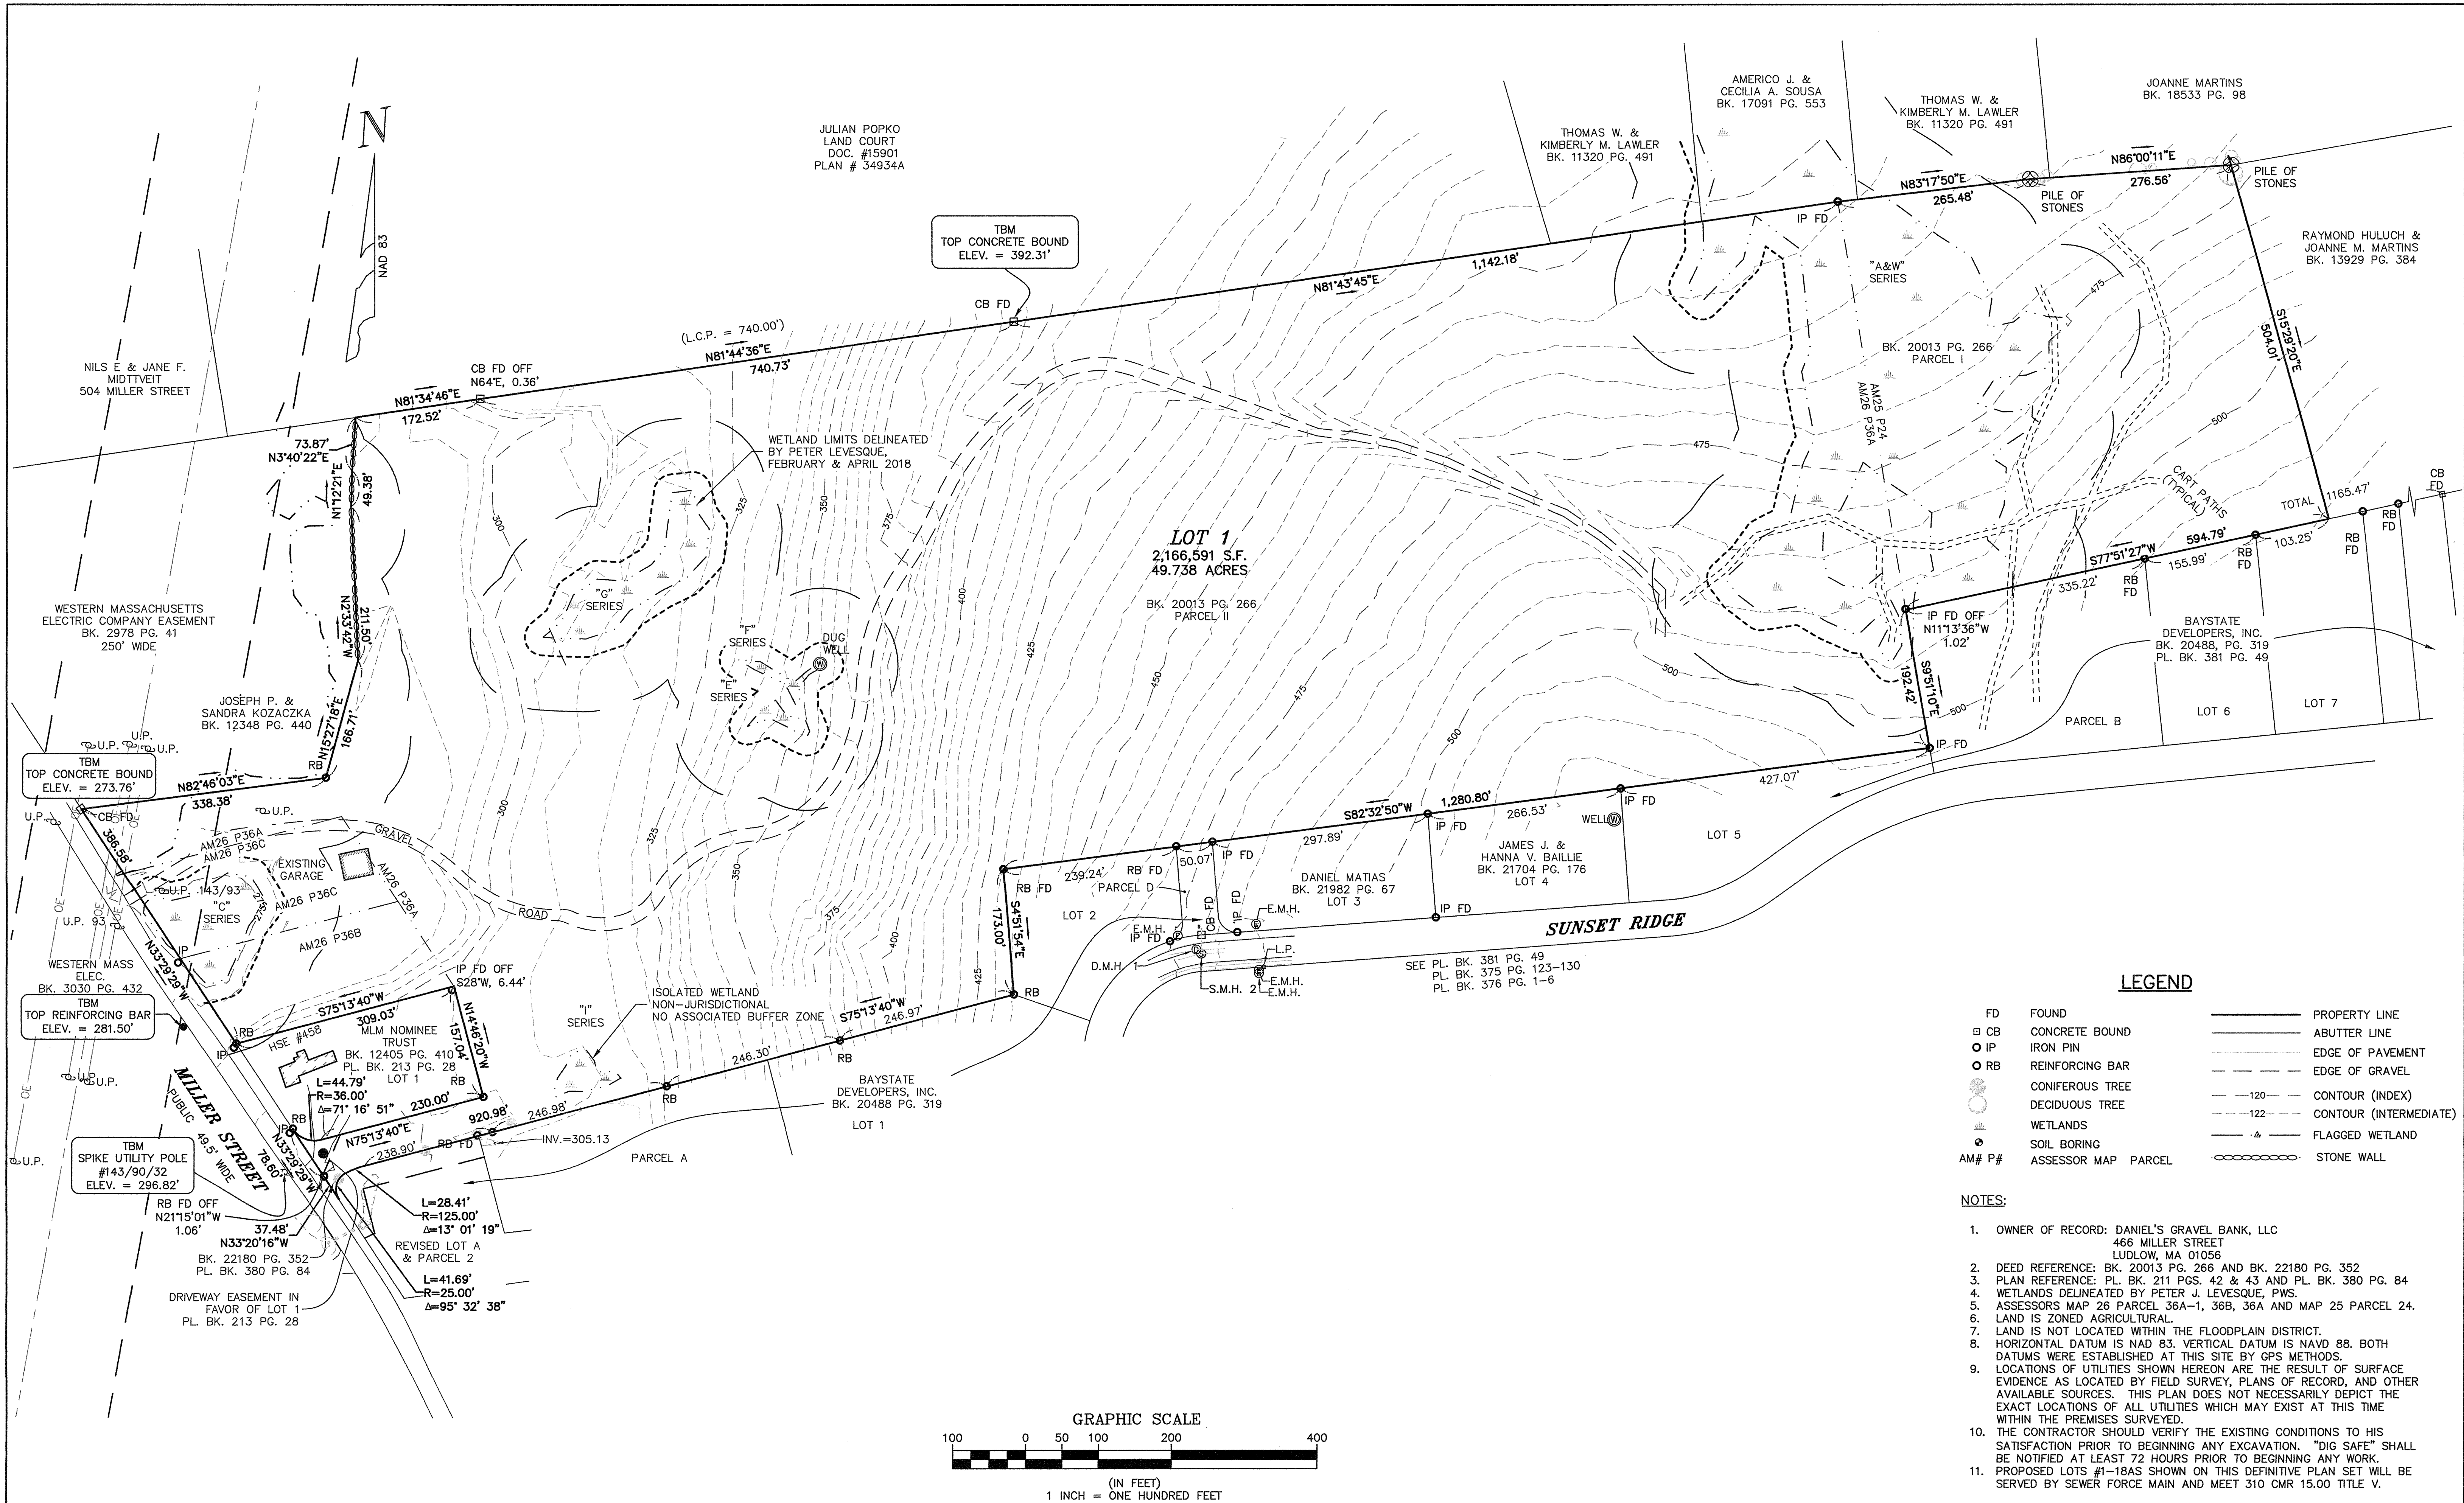 N
NAD 83
JULIAN POPKO
LAND COURT
DOC. #15901
PLAN # 34934A
AMERICO J. &
CECILIA A. SOUSA
BK. 17091 PG. 553
THOMAS W. &
KIMBERLY M. LAWLER
BK. 11320 PG. 491
THOMAS W. &
KIMBERLY M. LAWLER
BK. 11320 PG. 491
JOANNE MARTINS
BK. 18533 PG. 98
TBM
TOP CONCRETE BOUND
ELEV. = 392.31'
CB FD
N81°43'45"E
1,142.18'
IP FD
N83°17'50"E
265.48'
PILE OF
STONES
N86°00'11"E
276.56'
PILE OF
STONES
RAYMOND HULUCH &
JOANNE M. MARTINS
BK. 13929 PG. 384
S15°29'20"E
504.01'
"A&W"
SERIES
BK. 20013 PG. 266
PARCEL I
AM25 P24
AM26 P36A
475
475
500
NILS E & JANE F.
MIDTTVEIT
504 MILLER STREET
CB FD OFF
N64°E, 0.36'
(L.C.P. = 740.00')
N81°44'36"E
740.73'
N81°34'46"E
172.52'
73.87'
N3°40'22"E
N1°12'21"E
49.38'
N2°33'42"W
211.50'
WETLAND LIMITS DELINEATED
BY PETER LEVESQUE,
FEBRUARY & APRIL 2018
300
325
350
375
400
425
450
475
500
500
500
LOT 1
2,166,591 S.F.
49.738 ACRES
BK. 20013 PG. 266
PARCEL II
"G"
SERIES
"F"
SERIES
"E"
SERIES
DUG
WELL
W
CART PATHS
(TYPICAL)
TOTAL 1165.47'
CB
FD
RB
FD
RB
FD
594.79'
S77°51'27"W
103.25'
RB
FD
155.99'
RB
FD
335.22'
IP FD OFF
N11°13'36"W
1.02'
S9°51'10"E
192.42'
BAYSTATE
DEVELOPERS, INC.
BK. 20488, PG. 319
PL. BK. 381 PG. 49
PARCEL B
LOT 6
LOT 7
IP FD
427.07'
WESTERN MASSACHUSETTS
ELECTRIC COMPANY EASEMENT
BK. 2978 PG. 41
250' WIDE
JOSEPH P. &
SANDRA KOZACZKA
BK. 12348 PG. 440
N15°27'18"E
166.71'
U.P.
U.P.
U.P.
TBM
TOP CONCRETE BOUND
ELEV. = 273.76'
N82°46'03"E
338.38'
RB
U.P.
CB FD
U.P.
OE
OE
OE
386.58'
AM26 P36A
AM26 P36C
GRAVEL
ROAD
EXISTING
GARAGE
U.P. 143/93
AM26 P36C
AM26 P36A
AM26 P36B
"C"
SERIES
275
275
U.P. 93
OE
OE
OE
IP
N33°29'29"W
WESTERN MASS
ELEC.
BK. 3030 PG. 432
TBM
TOP REINFORCING BAR
ELEV. = 281.50'
300
325
350
375
400
425
RB FD
239.24'
RB FD
50.07'
IP FD
297.89'
S82°32'50"W
1,280.80'
IP FD
266.53'
IP FD
WELL
W
LOT 5
JAMES J. &
HANNA V. BAILLIE
BK. 21704 PG. 176
LOT 4
DANIEL MATIAS
BK. 21982 PG. 67
LOT 3
PARCEL D
LOT 2
S4°51'54"E
173.00'
E.M.H.
IP FD
CB FD
IP FD
E.M.H.
IP FD
D.M.H. 1
S.M.H. 2
L.P.
E.M.H.
E.M.H.
SUNSET RIDGE
SEE PL. BK. 381 PG. 49
PL. BK. 375 PG. 123-130
PL. BK. 376 PG. 1-6
RB
S75°13'40"W
246.97'
RB
246.30'
RB
246.98'
920.98'
IP FD OFF
S28°W, 6.44'
N14°46'20"W
157.04'
"I"
SERIES
ISOLATED WETLAND
NON-JURISDICTIONAL
NO ASSOCIATED BUFFER ZONE
S75°13'40"W
309.03'
RB
IP
HSE #458
MLM NOMINEE
TRUST
BK. 12405 PG. 410
PL. BK. 213 PG. 28
LOT 1
RB
L=44.79'
R=36.00'
Δ=71° 16' 51"
RB
IP
230.00'
N75°13'40"E
238.90'
RB FD
INV.=305.13
BAYSTATE
DEVELOPERS, INC.
BK. 20488 PG. 319
LOT 1
PARCEL A
OE
U.P.
U.P.
U.P.
MILLER STREET
PUBLIC 49.5' WIDE
N33°29'29"W
78.60'
TBM
SPIKE UTILITY POLE
#143/90/32
ELEV. = 296.82'
RB FD OFF
N21°15'01"W
1.06'
37.48'
N33°20'16"W
BK. 22180 PG. 352
PL. BK. 380 PG. 84
DRIVEWAY EASEMENT IN
FAVOR OF LOT 1
PL. BK. 213 PG. 28
L=28.41'
R=125.00'
Δ=13° 01' 19"
REVISED LOT A
& PARCEL 2
L=41.69'
R=25.00'
Δ=95° 32' 38"
GRAPHIC SCALE
100 0 50 100 200 400
(IN FEET)
1 INCH = ONE HUNDRED FEET
LEGEND
FD FOUND
CB CONCRETE BOUND
IP IRON PIN
RB REINFORCING BAR
CONIFEROUS TREE
DECIDUOUS TREE
WETLANDS
SOIL BORING
AM# P# ASSESSOR MAP PARCEL
PROPERTY LINE
ABUTTER LINE
EDGE OF PAVEMENT
EDGE OF GRAVEL
120 CONTOUR (INDEX)
122 CONTOUR (INTERMEDIATE)
FLAGGED WETLAND
STONE WALL
NOTES:
1. OWNER OF RECORD: DANIEL'S GRAVEL BANK, LLC
466 MILLER STREET
LUDLOW, MA 01056
2. DEED REFERENCE: BK. 20013 PG. 266 AND BK. 22180 PG. 352
3. PLAN REFERENCE: PL. BK. 211 PGS. 42 & 43 AND PL. BK. 380 PG. 84
4. WETLANDS DELINEATED BY PETER J. LEVESQUE, PWS.
5. ASSESSORS MAP 26 PARCEL 36A-1, 36B, 36A AND MAP 25 PARCEL 24.
6. LAND IS ZONED AGRICULTURAL.
7. LAND IS NOT LOCATED WITHIN THE FLOODPLAIN DISTRICT.
8. HORIZONTAL DATUM IS NAD 83. VERTICAL DATUM IS NAVD 88. BOTH
DATUMS WERE ESTABLISHED AT THIS SITE BY GPS METHODS.
9. LOCATIONS OF UTILITIES SHOWN HEREON ARE THE RESULT OF SURFACE
EVIDENCE AS LOCATED BY FIELD SURVEY, PLANS OF RECORD, AND OTHER
AVAILABLE SOURCES. THIS PLAN DOES NOT NECESSARILY DEPICT THE
EXACT LOCATIONS OF ALL UTILITIES WHICH MAY EXIST AT THIS TIME
WITHIN THE PREMISES SURVEYED.
10. THE CONTRACTOR SHOULD VERIFY THE EXISTING CONDITIONS TO HIS
SATISFACTION PRIOR TO BEGINNING ANY EXCAVATION. "DIG SAFE" SHALL
BE NOTIFIED AT LEAST 72 HOURS PRIOR TO BEGINNING ANY WORK.
11. PROPOSED LOTS #1-18AS SHOWN ON THIS DEFINITIVE PLAN SET WILL BE
SERVED BY SEWER FORCE MAIN AND MEET 310 CMR 15.00 TITLE V.